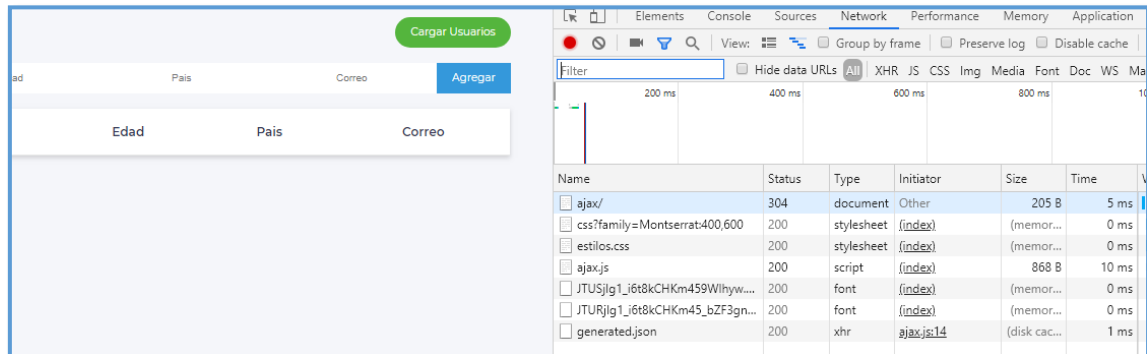 Cargar Usuarios
ad Pais Correo Agregar
Edad Pais Correo
Elements Console Sources Network Performance Memory Application
View: Group by frame Preserve log Disable cache
Filter Hide data URLs All XHR JS CSS Img Media Font Doc WS Ma
200 ms 400 ms 600 ms 800 ms 10
Name Status Type Initiator Size Time
ajax/ 304 document Other 205 B 5 ms
css?family=Montserrat:400,600 200 stylesheet (index) (memor... 0 ms
estilos.css 200 stylesheet (index) (memor... 0 ms
ajax.js 200 script (index) 868 B 10 ms
JTUSjIg1_i6t8kCHKm459Wlhyw.... 200 font (index) (memor... 0 ms
JTURjIg1_i6t8kCHKm45_bZF3gn... 200 font (index) (memor... 0 ms
generated.json 200 xhr ajax.js:14 (disk cac... 1 ms